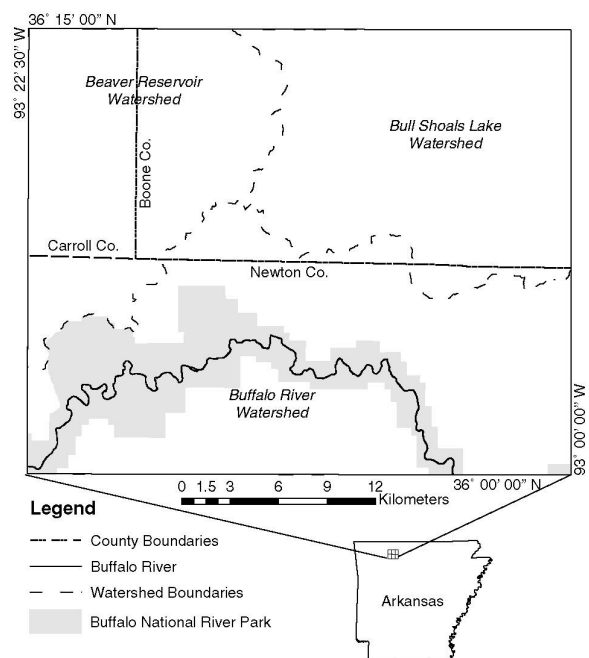 36° 15' 00" N
93° 22' 30" W
Beaver Reservoir
Watershed
Bull Shoals Lake
Watershed
Boone Co.
Carroll Co.
Newton Co.
Buffalo River
Watershed
93° 00' 00" W
36° 00' 00" N
0 1.5 3 6 9 12
Kilometers
Legend
County Boundaries
Buffalo River
Watershed Boundaries
Buffalo National River Park
Arkansas